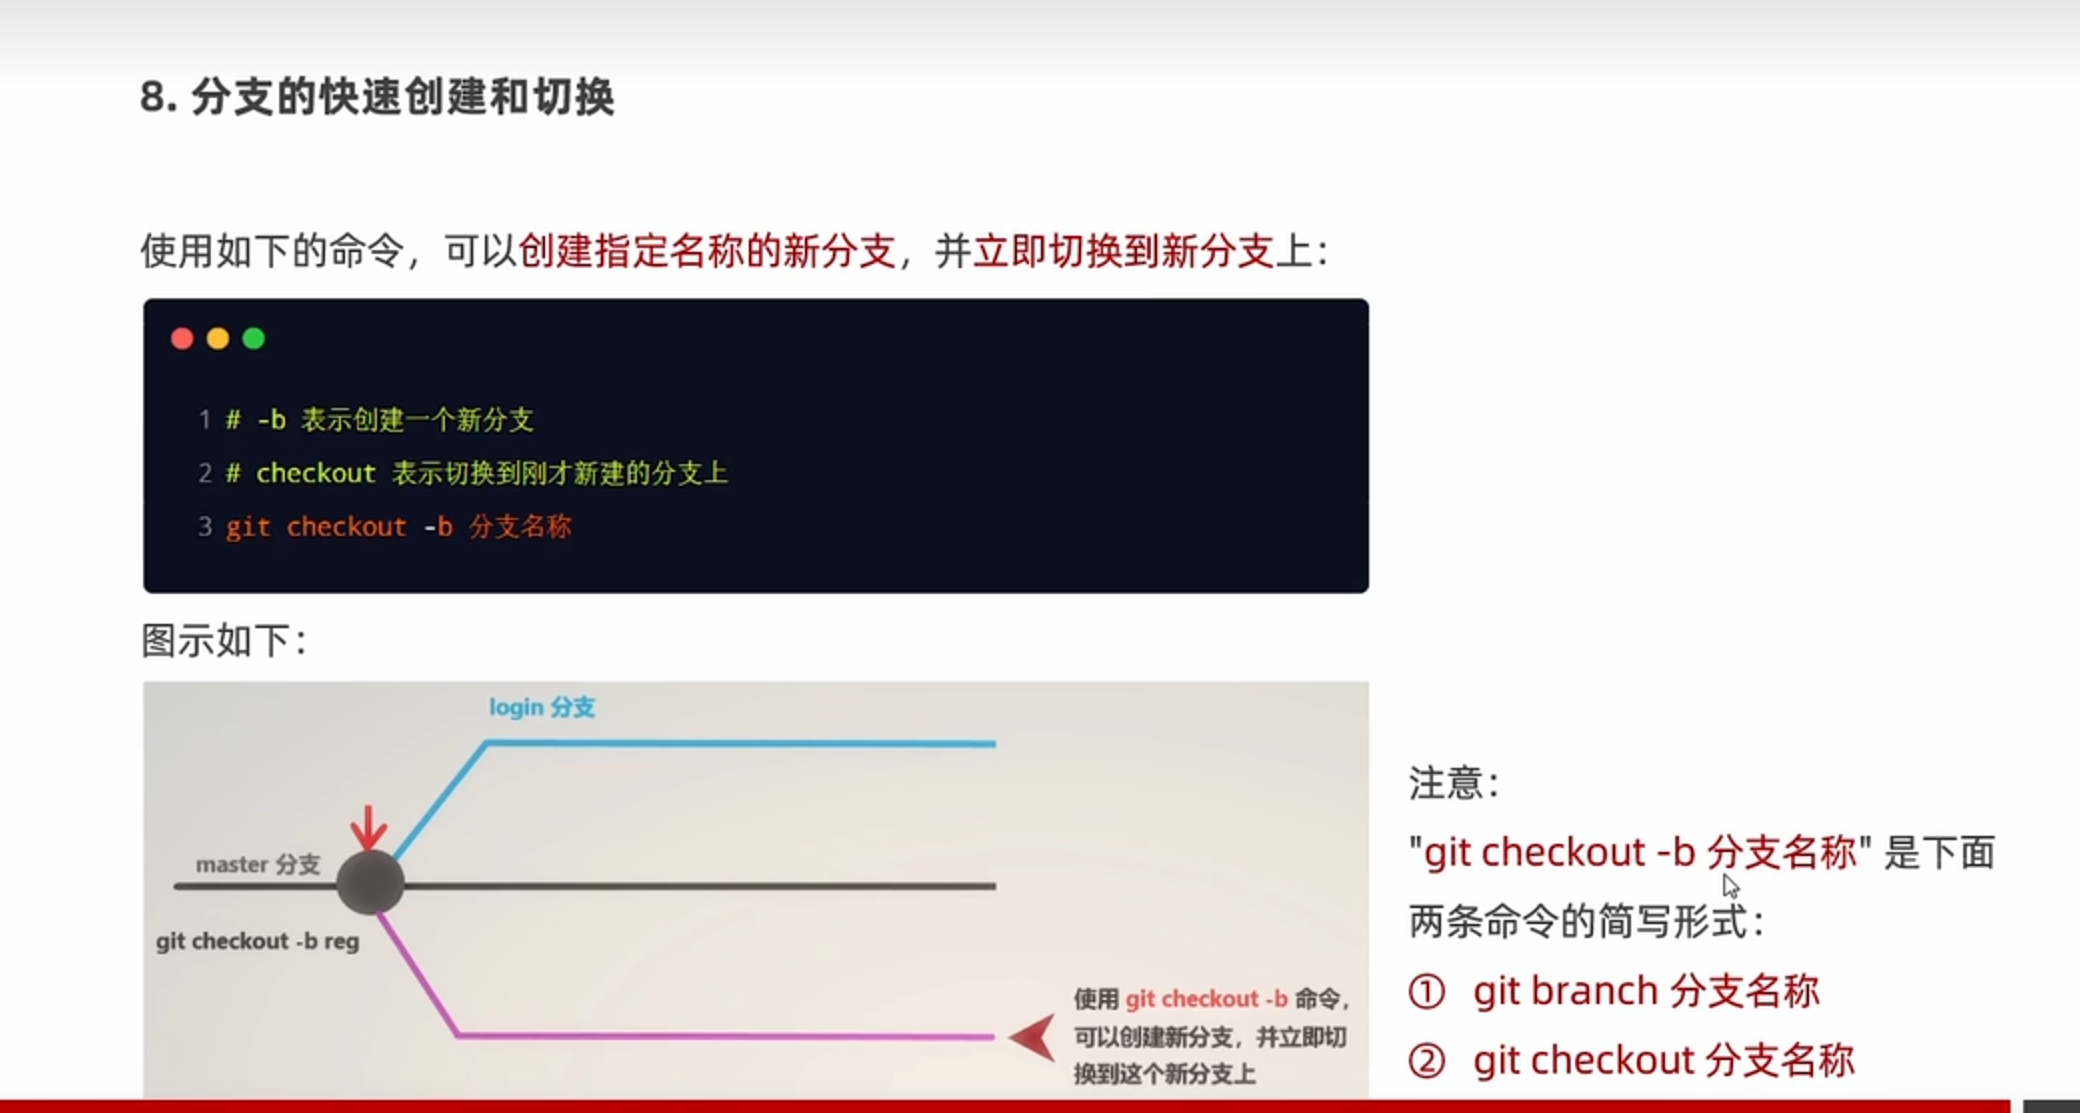 8. 分支的快速创建和切换
使用如下的命令，可以创建指定名称的新分支，并立即切换到新分支上：
1 # -b 表示创建一个新分支
2 # checkout 表示切换到刚才新建的分支上
3 git checkout -b 分支名称
图示如下：
login 分支
master 分支
git checkout -b reg
使用 git checkout -b 命令，
可以创建新分支，并立即切
换到这个新分支上
注意：
"git checkout -b 分支名称" 是下面
两条命令的简写形式：
① git branch 分支名称
② git checkout 分支名称